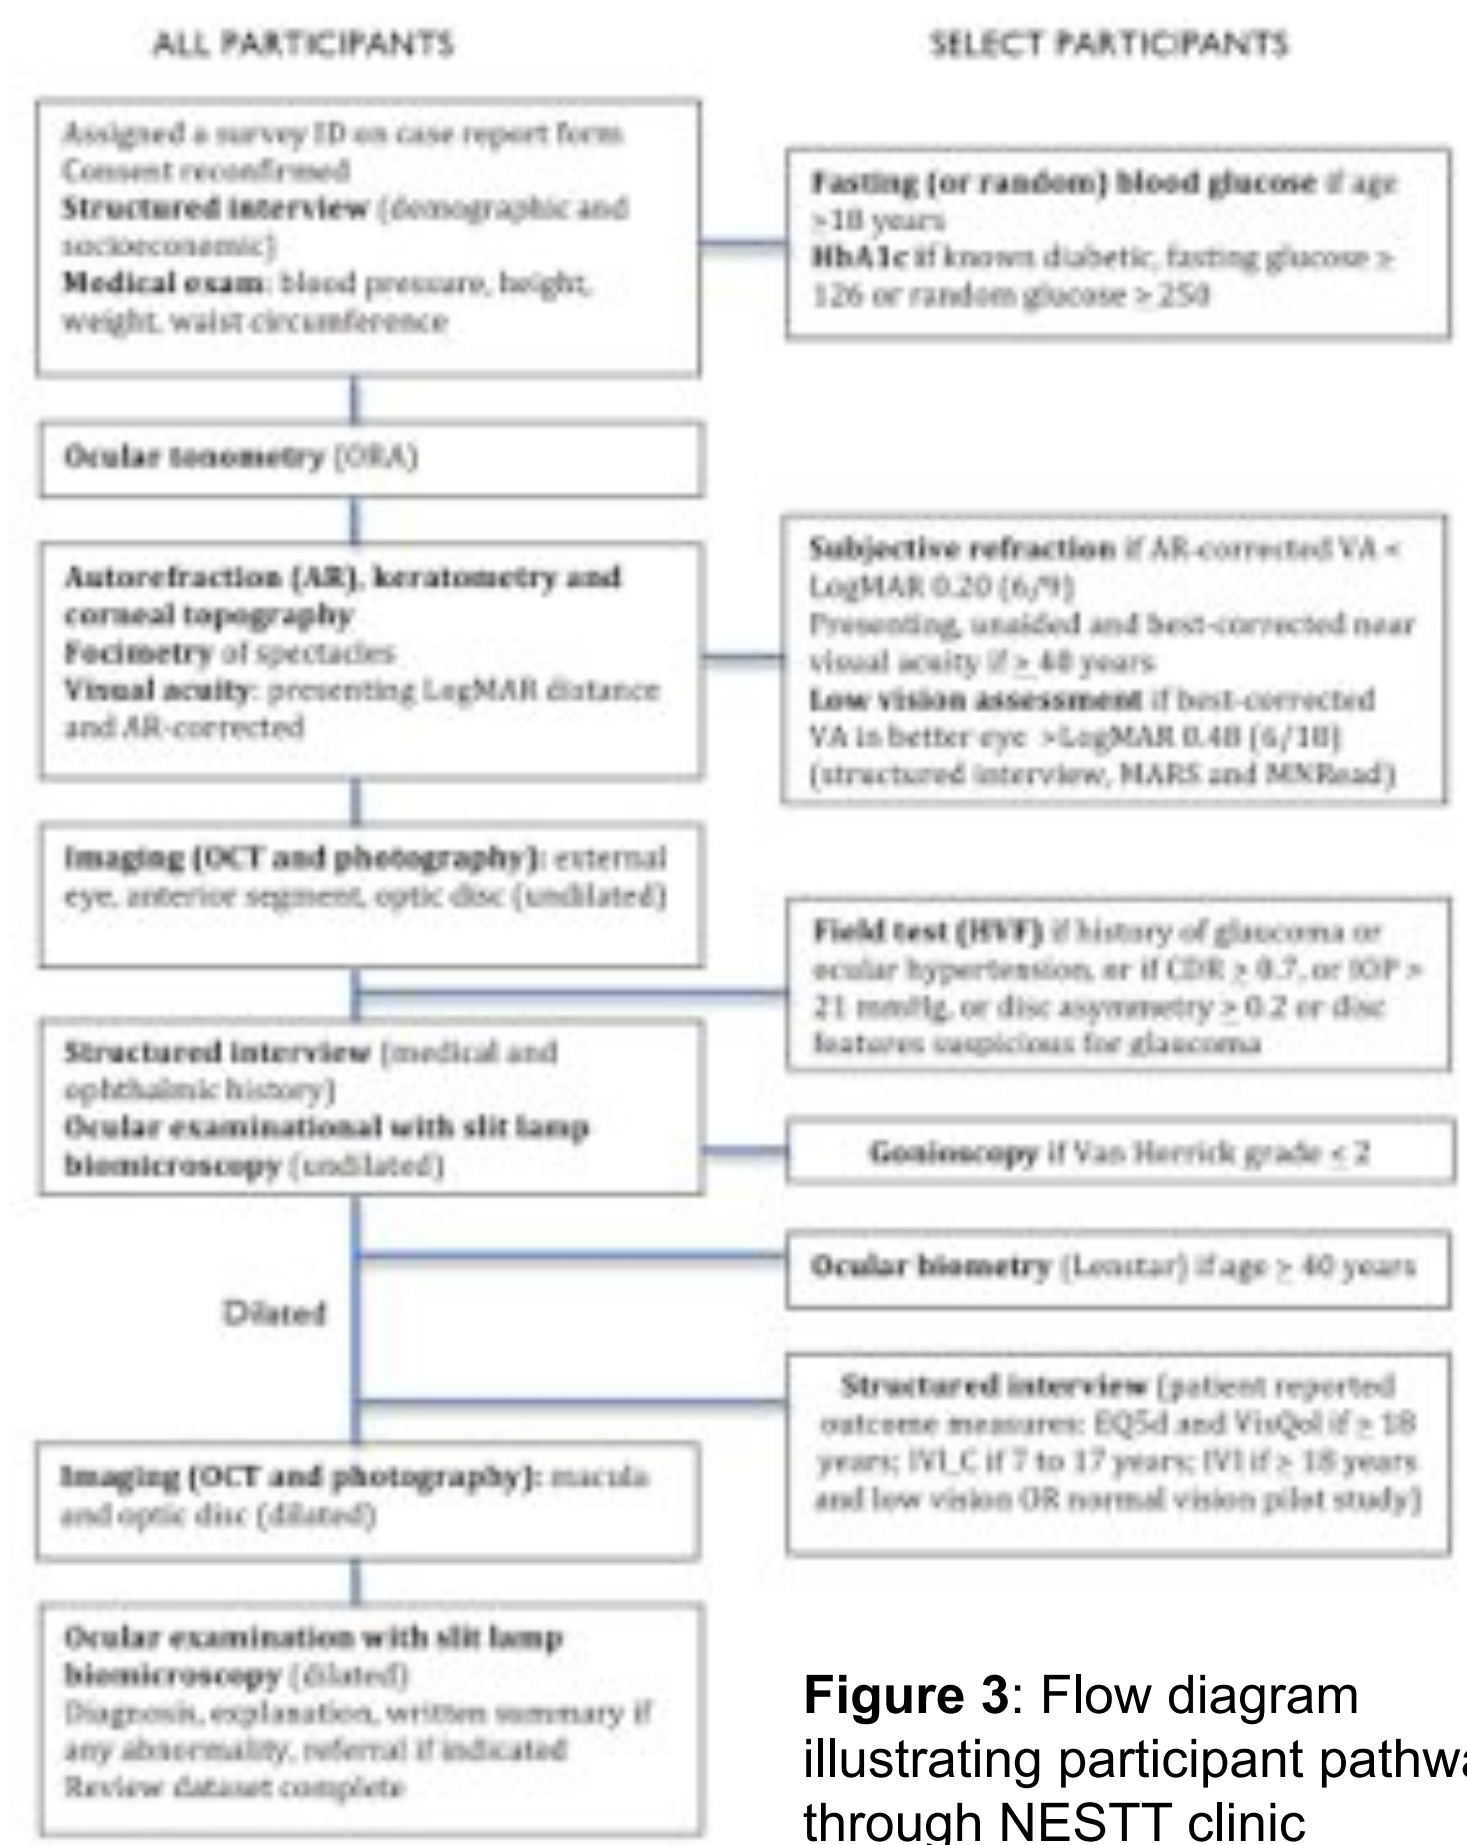 ALL PARTICIPANTS
SELECT PARTICIPANTS
Assigned a survey ID on case report form
Consent reconfirmed
Structured interview (demographic and
socioeconomic)
Medical exam: blood pressure, height,
weight, waist circumference
Fasting (or random) blood glucose if age
>18 years
HbA1c if known diabetic, fasting glucose ≥
126 or random glucose ≥ 250
Ocular tonometry (ORA)
Autorefraction (AR), keratometry and
corneal topography
Focimetry of spectacles
Visual acuity: presenting LogMAR distance
and AR-corrected
Subjective refraction if AR-corrected VA <
LogMAR 0.20 (6/9)
Presenting, unaided and best-corrected near
visual acuity if ≥ 40 years
Low vision assessment if best-corrected
VA in better eye >LogMAR 0.48 (6/18)
(structured interview, MARS and MNRead)
Imaging (OCT and photography): external
eye, anterior segment, optic disc (undilated)
Field test (HVF) if history of glaucoma or
ocular hypertension, or if CDR ≥ 0.7, or IOP >
21 mmHg, or disc asymmetry ≥ 0.2 or disc
features suspicious for glaucoma
Structured interview (medical and
ophthalmic history)
Ocular examinational with slit lamp
biomicroscopy (undilated)
Gonioscopy if Van Herrick grade ≤ 2
Ocular biometry (Lenstar) if age ≥ 40 years
Dilated
Structured interview (patient reported
outcome measures: EQ5d and VisQol if ≥ 18
years; IVI_C if 7 to 17 years; IVI if ≥ 18 years
and low vision OR normal vision pilot study)
Imaging (OCT and photography): macula
and optic disc (dilated)
Ocular examination with slit lamp
biomicroscopy (dilated)
Diagnosis, explanation, written summary if
any abnormality, referral if indicated
Review dataset complete
Figure 3: Flow diagram
illustrating participant pathwa
through NESTT clinic